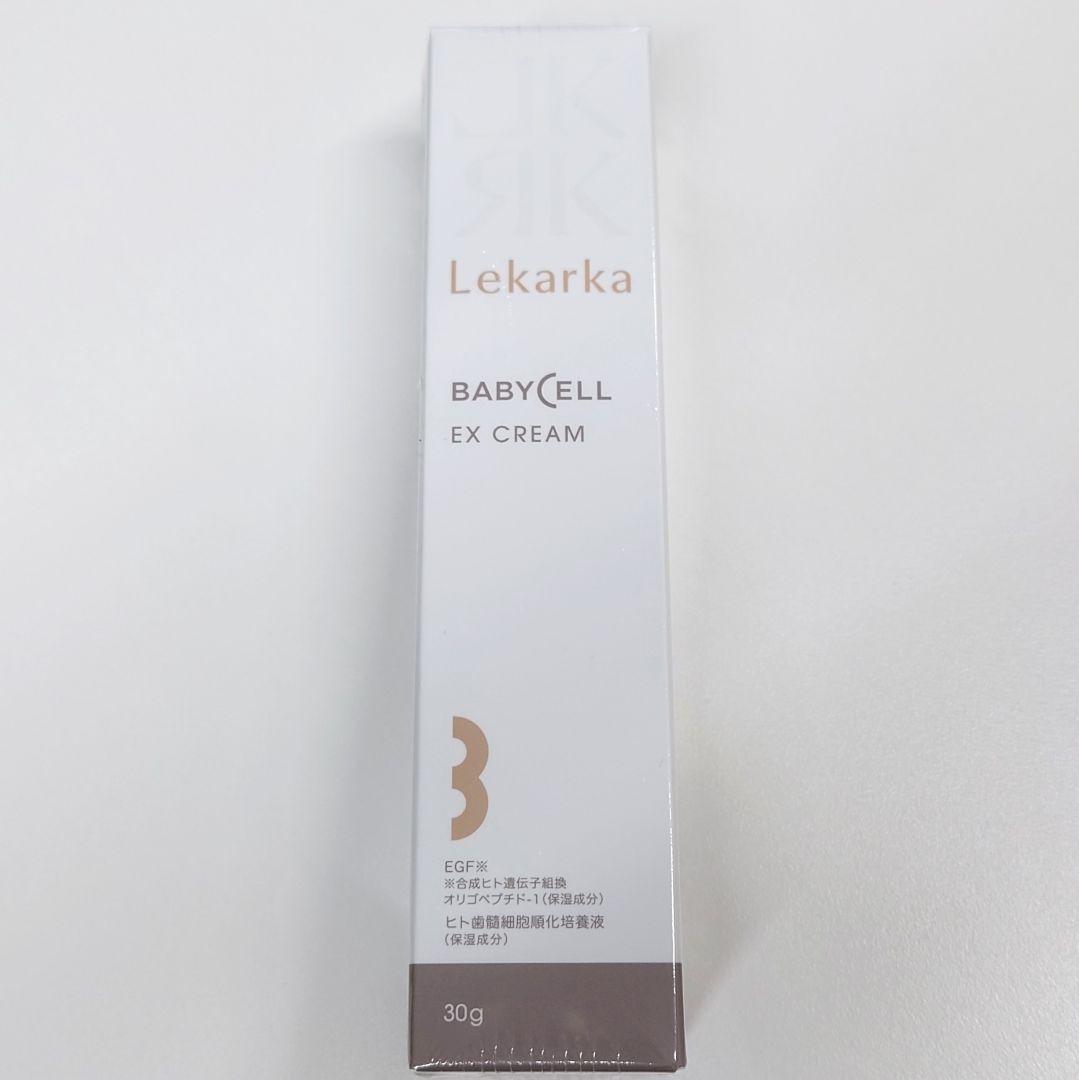 Lekarka
BABYCELL
EX CREAM
EGF※
※合成ヒト遺伝子組換
オリゴペプチド-1(保湿成分)
ヒト歯髄細胞順化培養液
(保湿成分)
30g